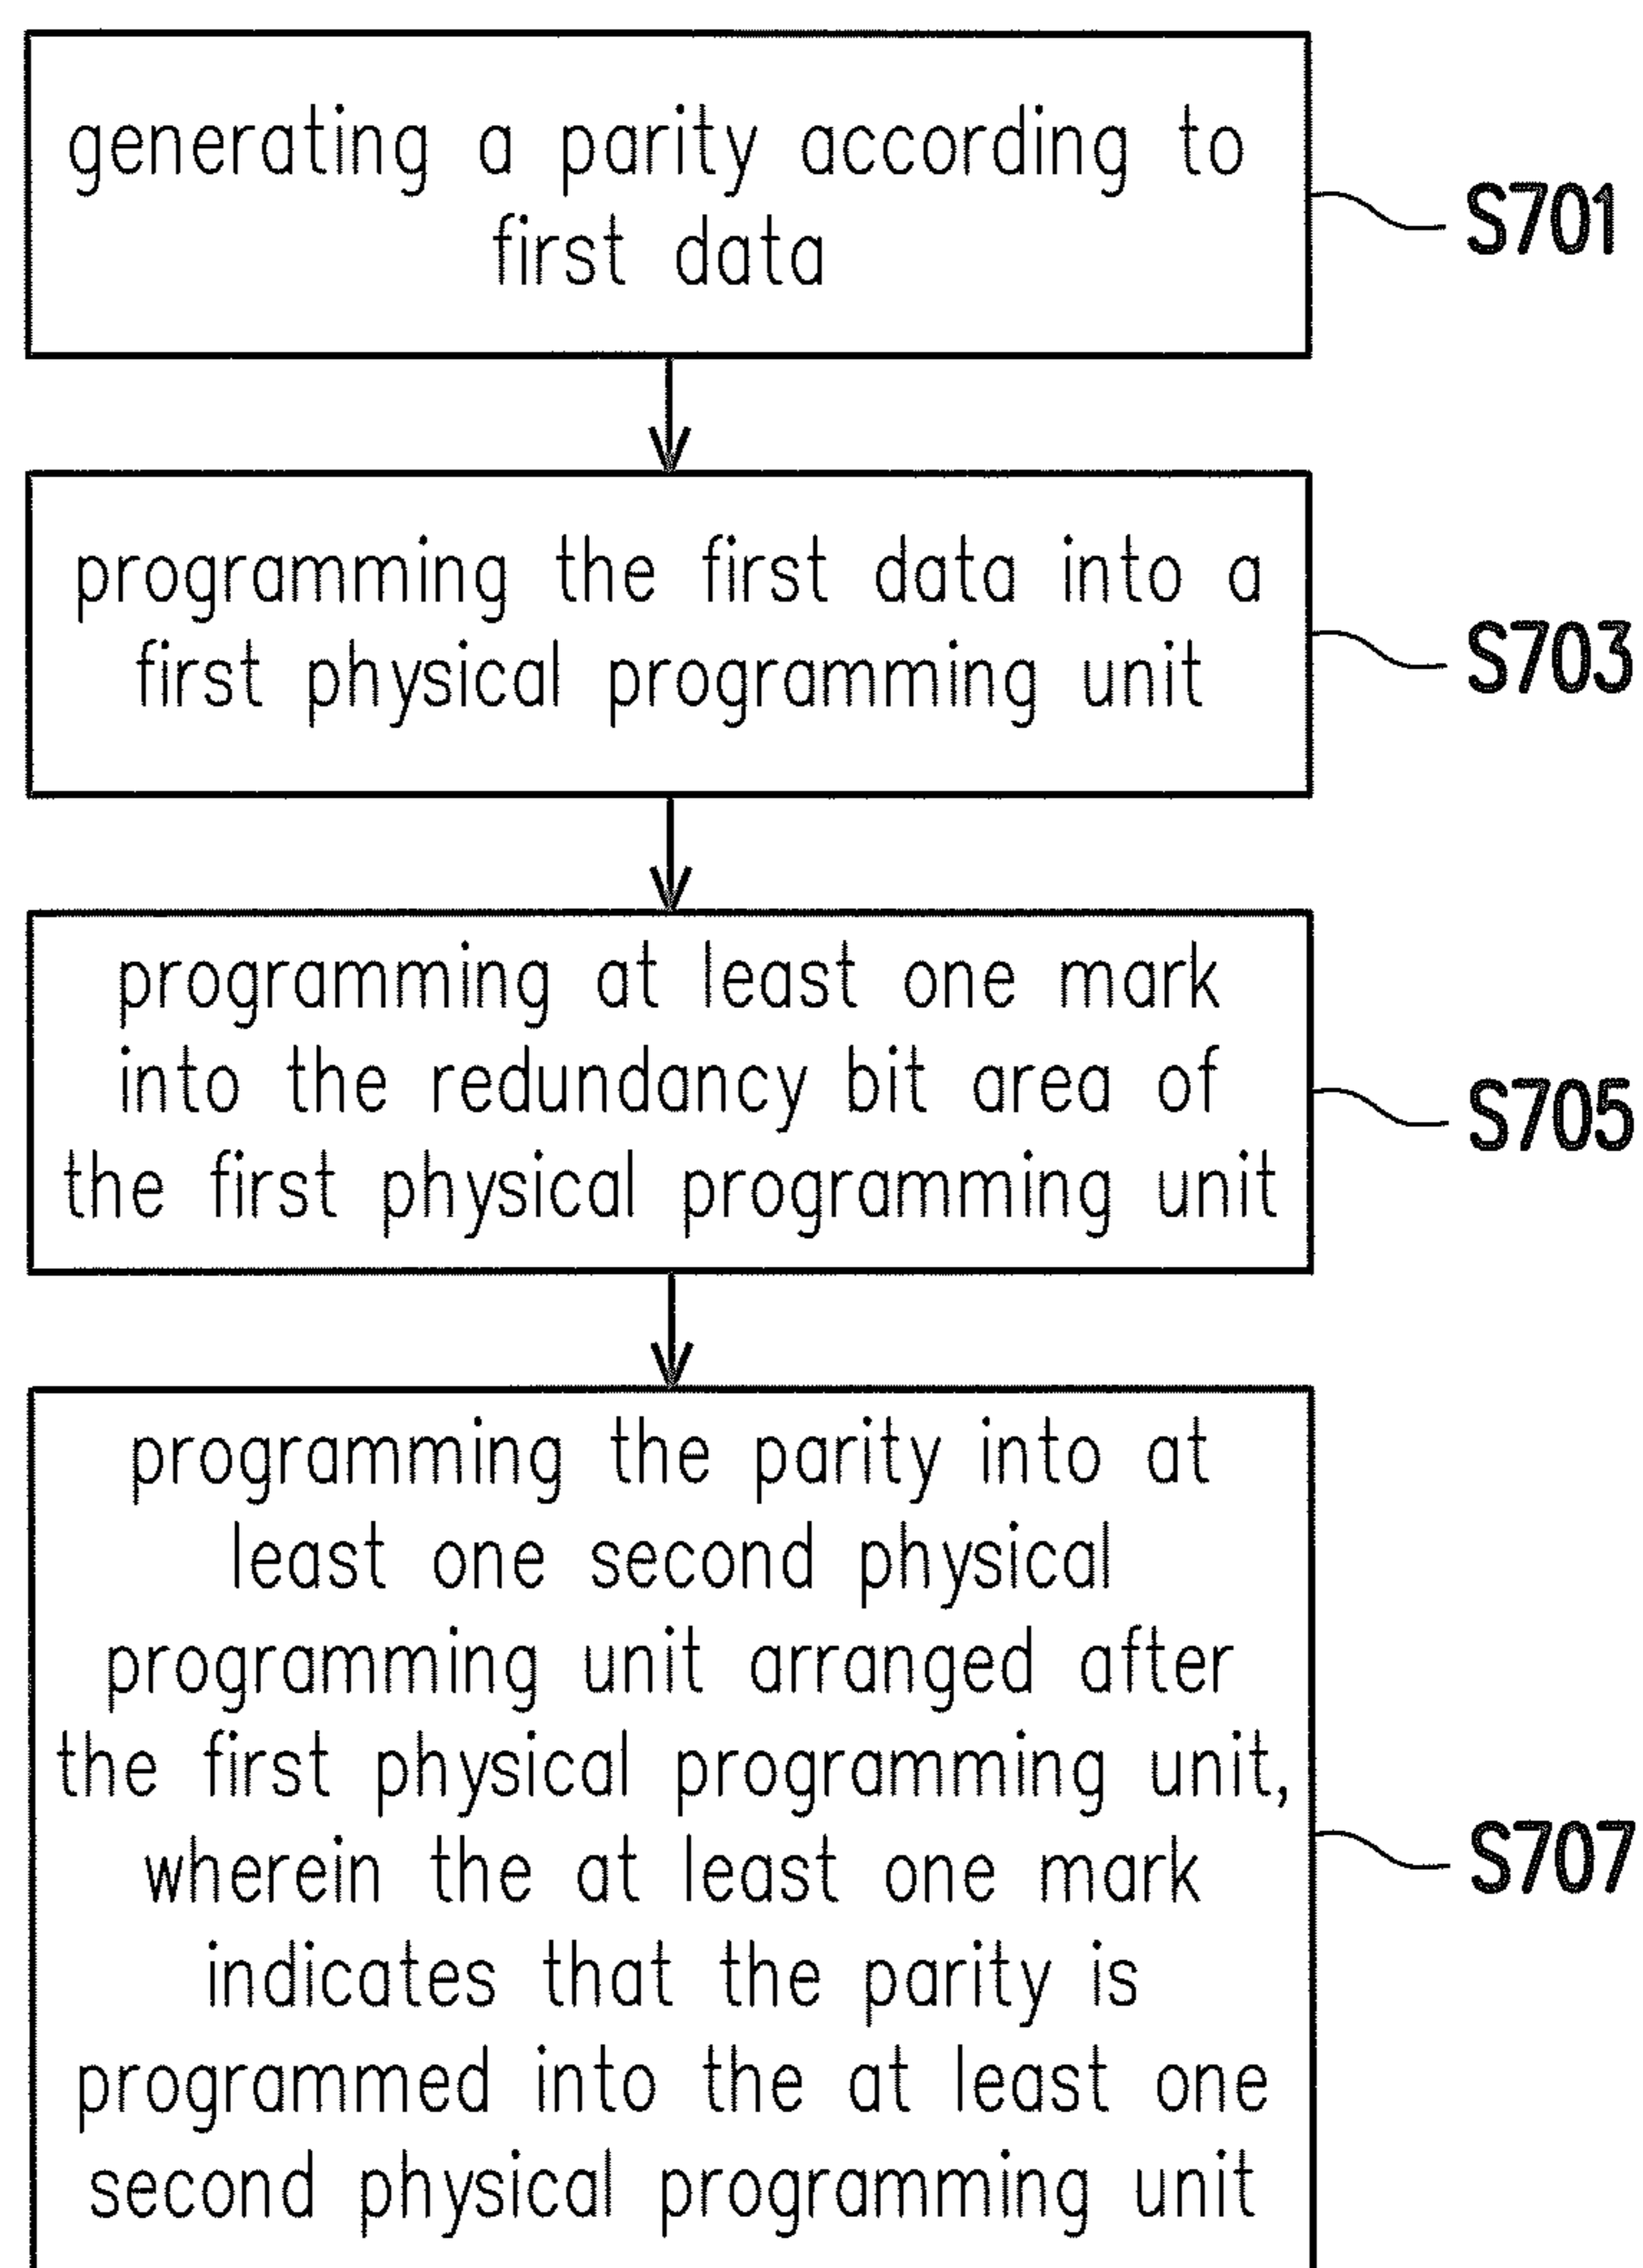 generating a parity according to
first data
S701
programming the first data into a
first physical programming unit
S703
programming at least one mark
into the redundancy bit area of
the first physical programming unit
S705
programming the parity into at
least one second physical
programming unit arranged after
the first physical programming unit,
wherein the at least one mark
indicates that the parity is
programmed into the at least one
second physical programming unit
S707